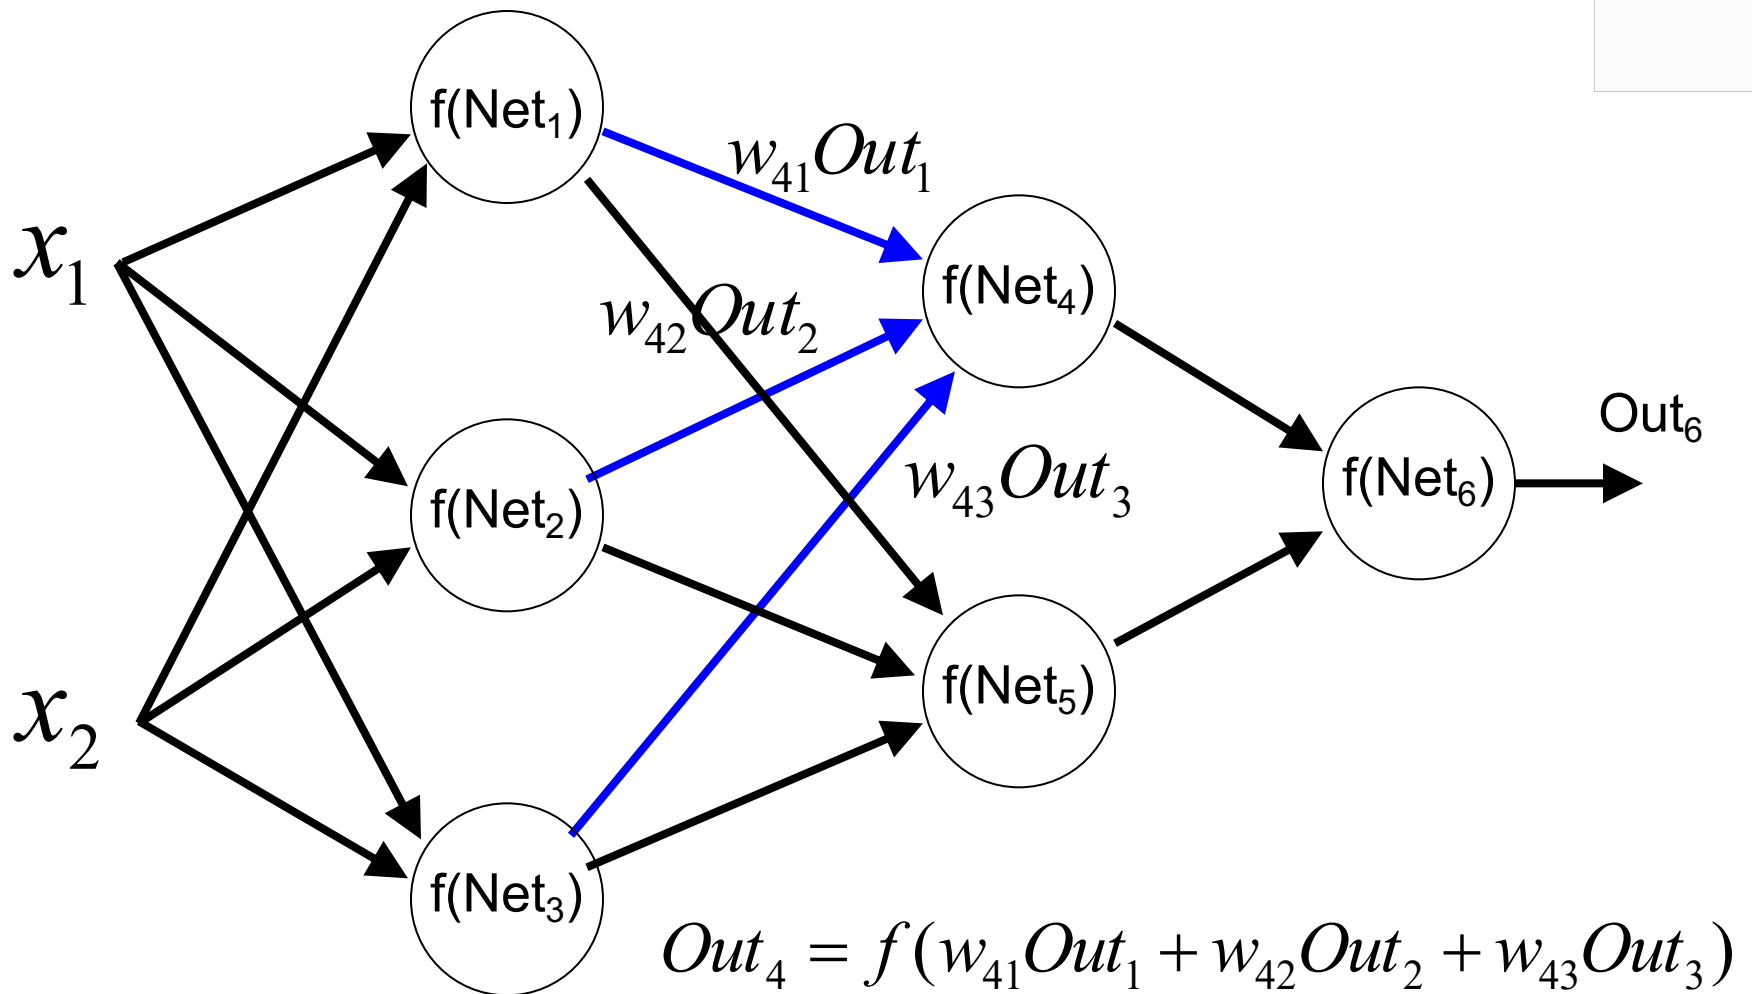 f(Net₁)
w₄₁Out₁
x₁
f(Net₄)
w₄₂Out₂
Out₆
w₄₃Out₃
f(Net₆)
f(Net₂)
f(Net₅)
x₂
f(Net₃)
Out₄ = f(w₄₁Out₁ + w₄₂Out₂ + w₄₃Out₃)